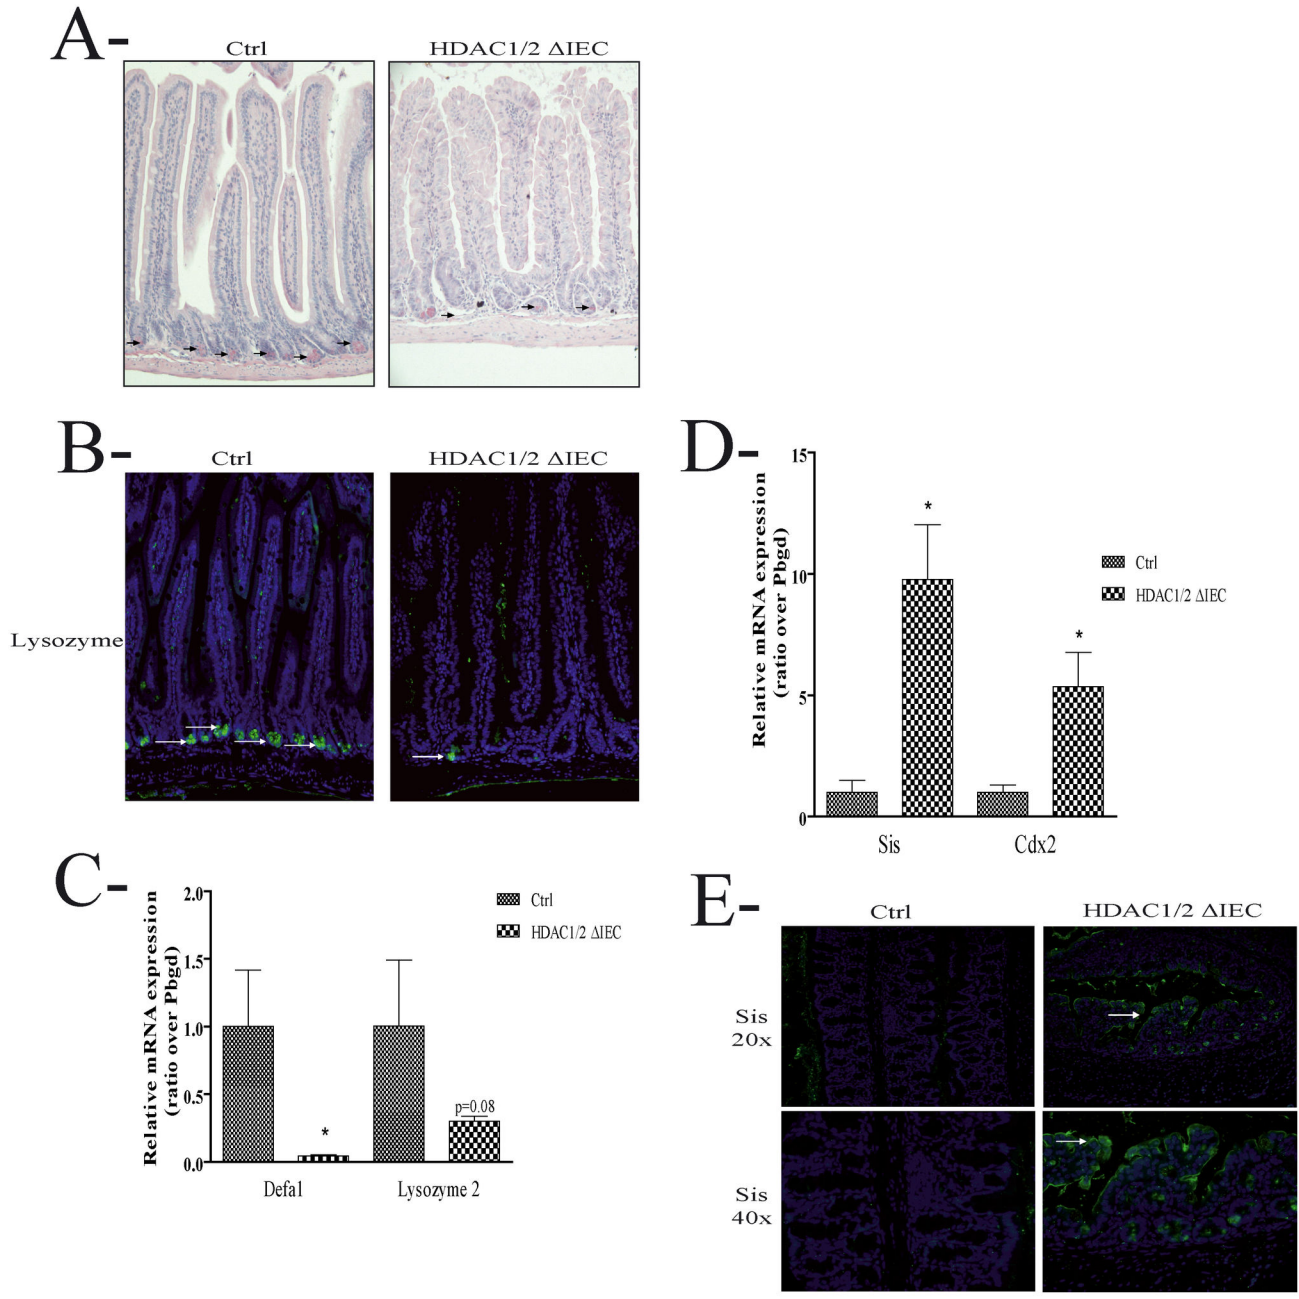 A-
Ctrl
HDAC1/2 ΔIEC
B-
Ctrl
HDAC1/2 ΔIEC
Lysozyme
C-
Relative mRNA expression
(ratio over Pbgd)
2.0
1.5
1.0
0.5
0.0
*
p=0.08
Defa1
Lysozyme 2
Ctrl
HDAC1/2 ΔIEC
D-
Relative mRNA expression
(ratio over Pbgd)
15
10
5
0
*
*
Sis
Cdx2
Ctrl
HDAC1/2 ΔIEC
E-
Ctrl
HDAC1/2 ΔIEC
Sis
20x
Sis
40x